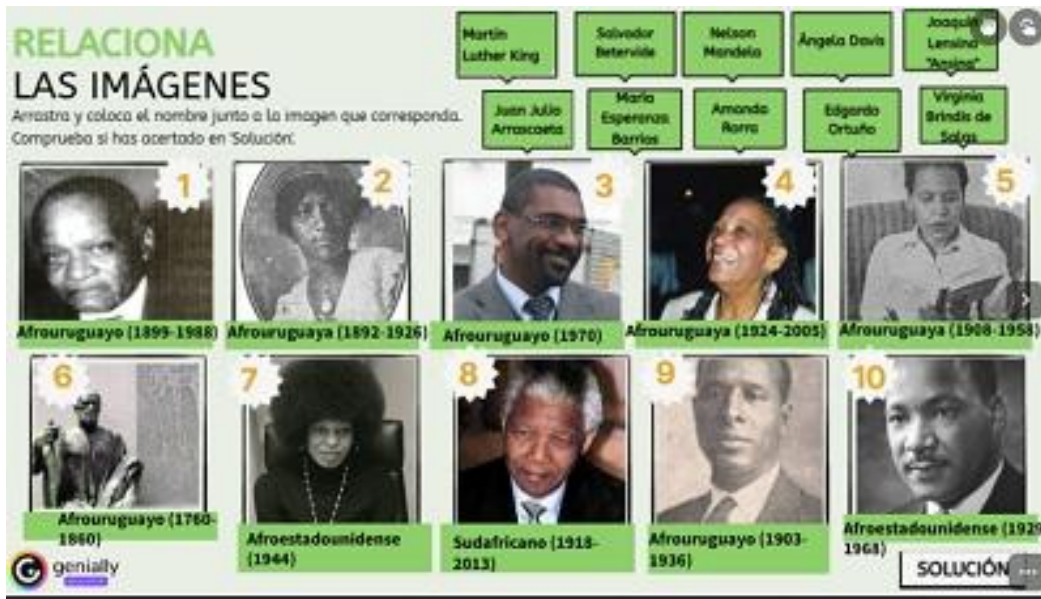 RELACIONA
LAS IMÁGENES
Arrastra y coloca el nombre junto a la imagen que corresponda.
Comprueba si has acertado en 'Solución'.
Martin
Luther King
Salvador
Betervide
Nelson
Mandela
Ángela Davis
Joaquín
Lensina
"Ansina"
Juan Julio
Arrascaeta
María
Esperanza
Barrios
Amanda
Rorra
Edgardo
Ortuño
Virginia
Brindis de
Salas
1
2
3
4
5
Afrouruguayo (1899-1988)
Afrouruguaya (1892-1926)
Afrouruguayo (1970)
Afrouruguaya (1924-2005)
Afrouruguaya (1908-1958)
6
7
8
9
10
Afrouruguayo (1760-
1860)
Afroestadounidense
(1944)
Sudafricano (1918-
2013)
Afrouruguayo (1903-
1936)
Afroestadounidense (1929
1968)
genially
SOLUCIÓN